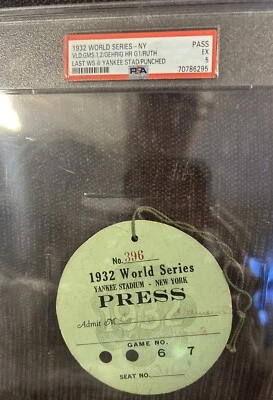 1932 WORLD SERIES - NY PASS
VLD:GMS:1,2/GEHRIG HR G1/RUTH EX
LAST WS @ YANKEE STAD/PUNCHED 5
PSA 70786295
No. 396
1932 World Series
YANKEE STADIUM - NEW YORK
PRESS
Admit M
GAME NO.
6 7
SEAT NO.